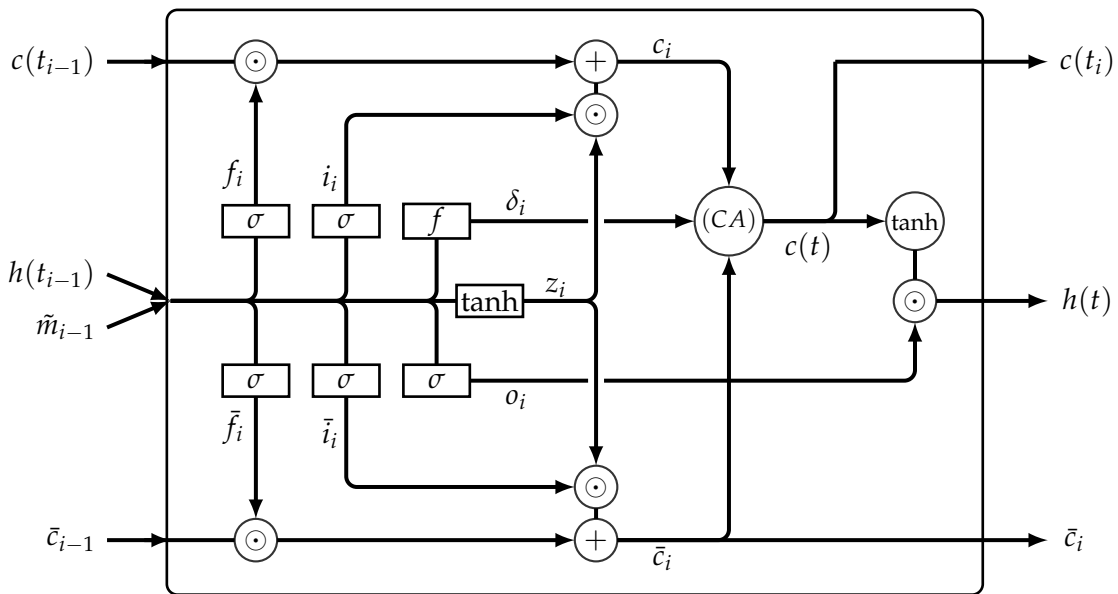 c(t_{i−1}) ⊙ + c_i c(t_i)
⊙
f_i i_i
σ σ f δ_i (CA) tanh
c(t)
h(t_{i−1})
z_i
tanh ⊙ h(t)
m̃_{i−1}
σ σ σ
o_i
f̄_i ī_i
⊙
c̄_{i−1} ⊙ + c̄_i c̄_i